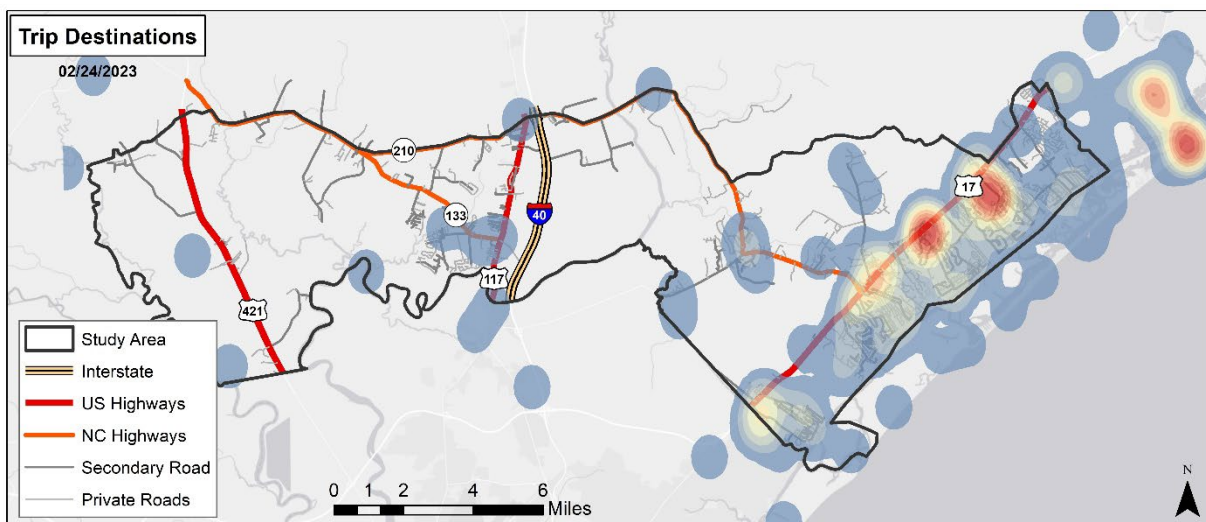 Trip Destinations
02/24/2023
210
17
133
40
117
421
Study Area
Interstate
US Highways
NC Highways
Secondary Road
Private Roads
0 1 2 4 6
Miles
N